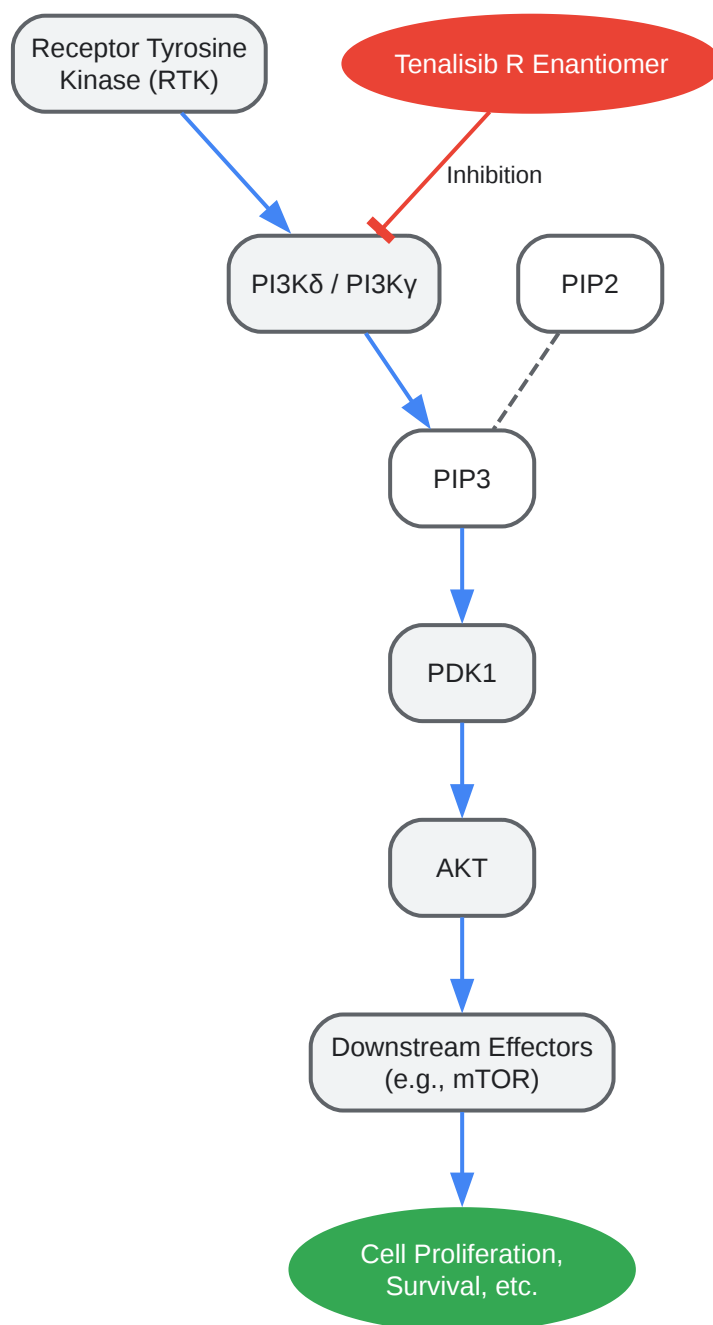 Receptor Tyrosine
Kinase (RTK)
Tenalisib R Enantiomer
Inhibition
PI3Kδ / PI3Kγ
PIP2
PIP3
PDK1
AKT
Downstream Effectors
(e.g., mTOR)
Cell Proliferation,
Survival, etc.